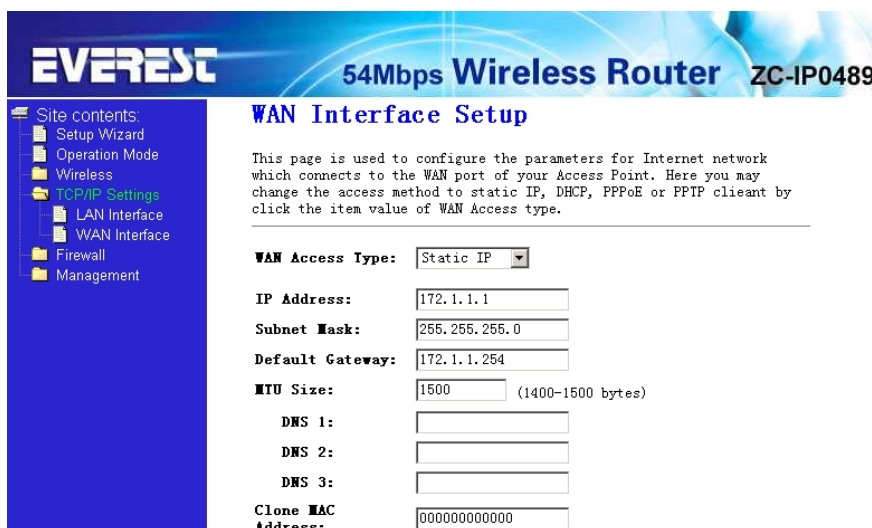 EVEREST
54Mbps Wireless Router ZC-IP0489
Site contents:
Setup Wizard
Operation Mode
Wireless
TCP/IP Settings
LAN Interface
WAN Interface
Firewall
Management
WAN Interface Setup
This page is used to configure the parameters for Internet network
which connects to the WAN port of your Access Point. Here you may
change the access method to static IP, DHCP, PPPoE or PPTP clieant by
click the item value of WAN Access type.
WAN Access Type: Static IP
IP Address: 172.1.1.1
Subnet Mask: 255.255.255.0
Default Gateway: 172.1.1.254
MTU Size: 1500 (1400-1500 bytes)
DNS 1:
DNS 2:
DNS 3:
Clone MAC
Address: 000000000000